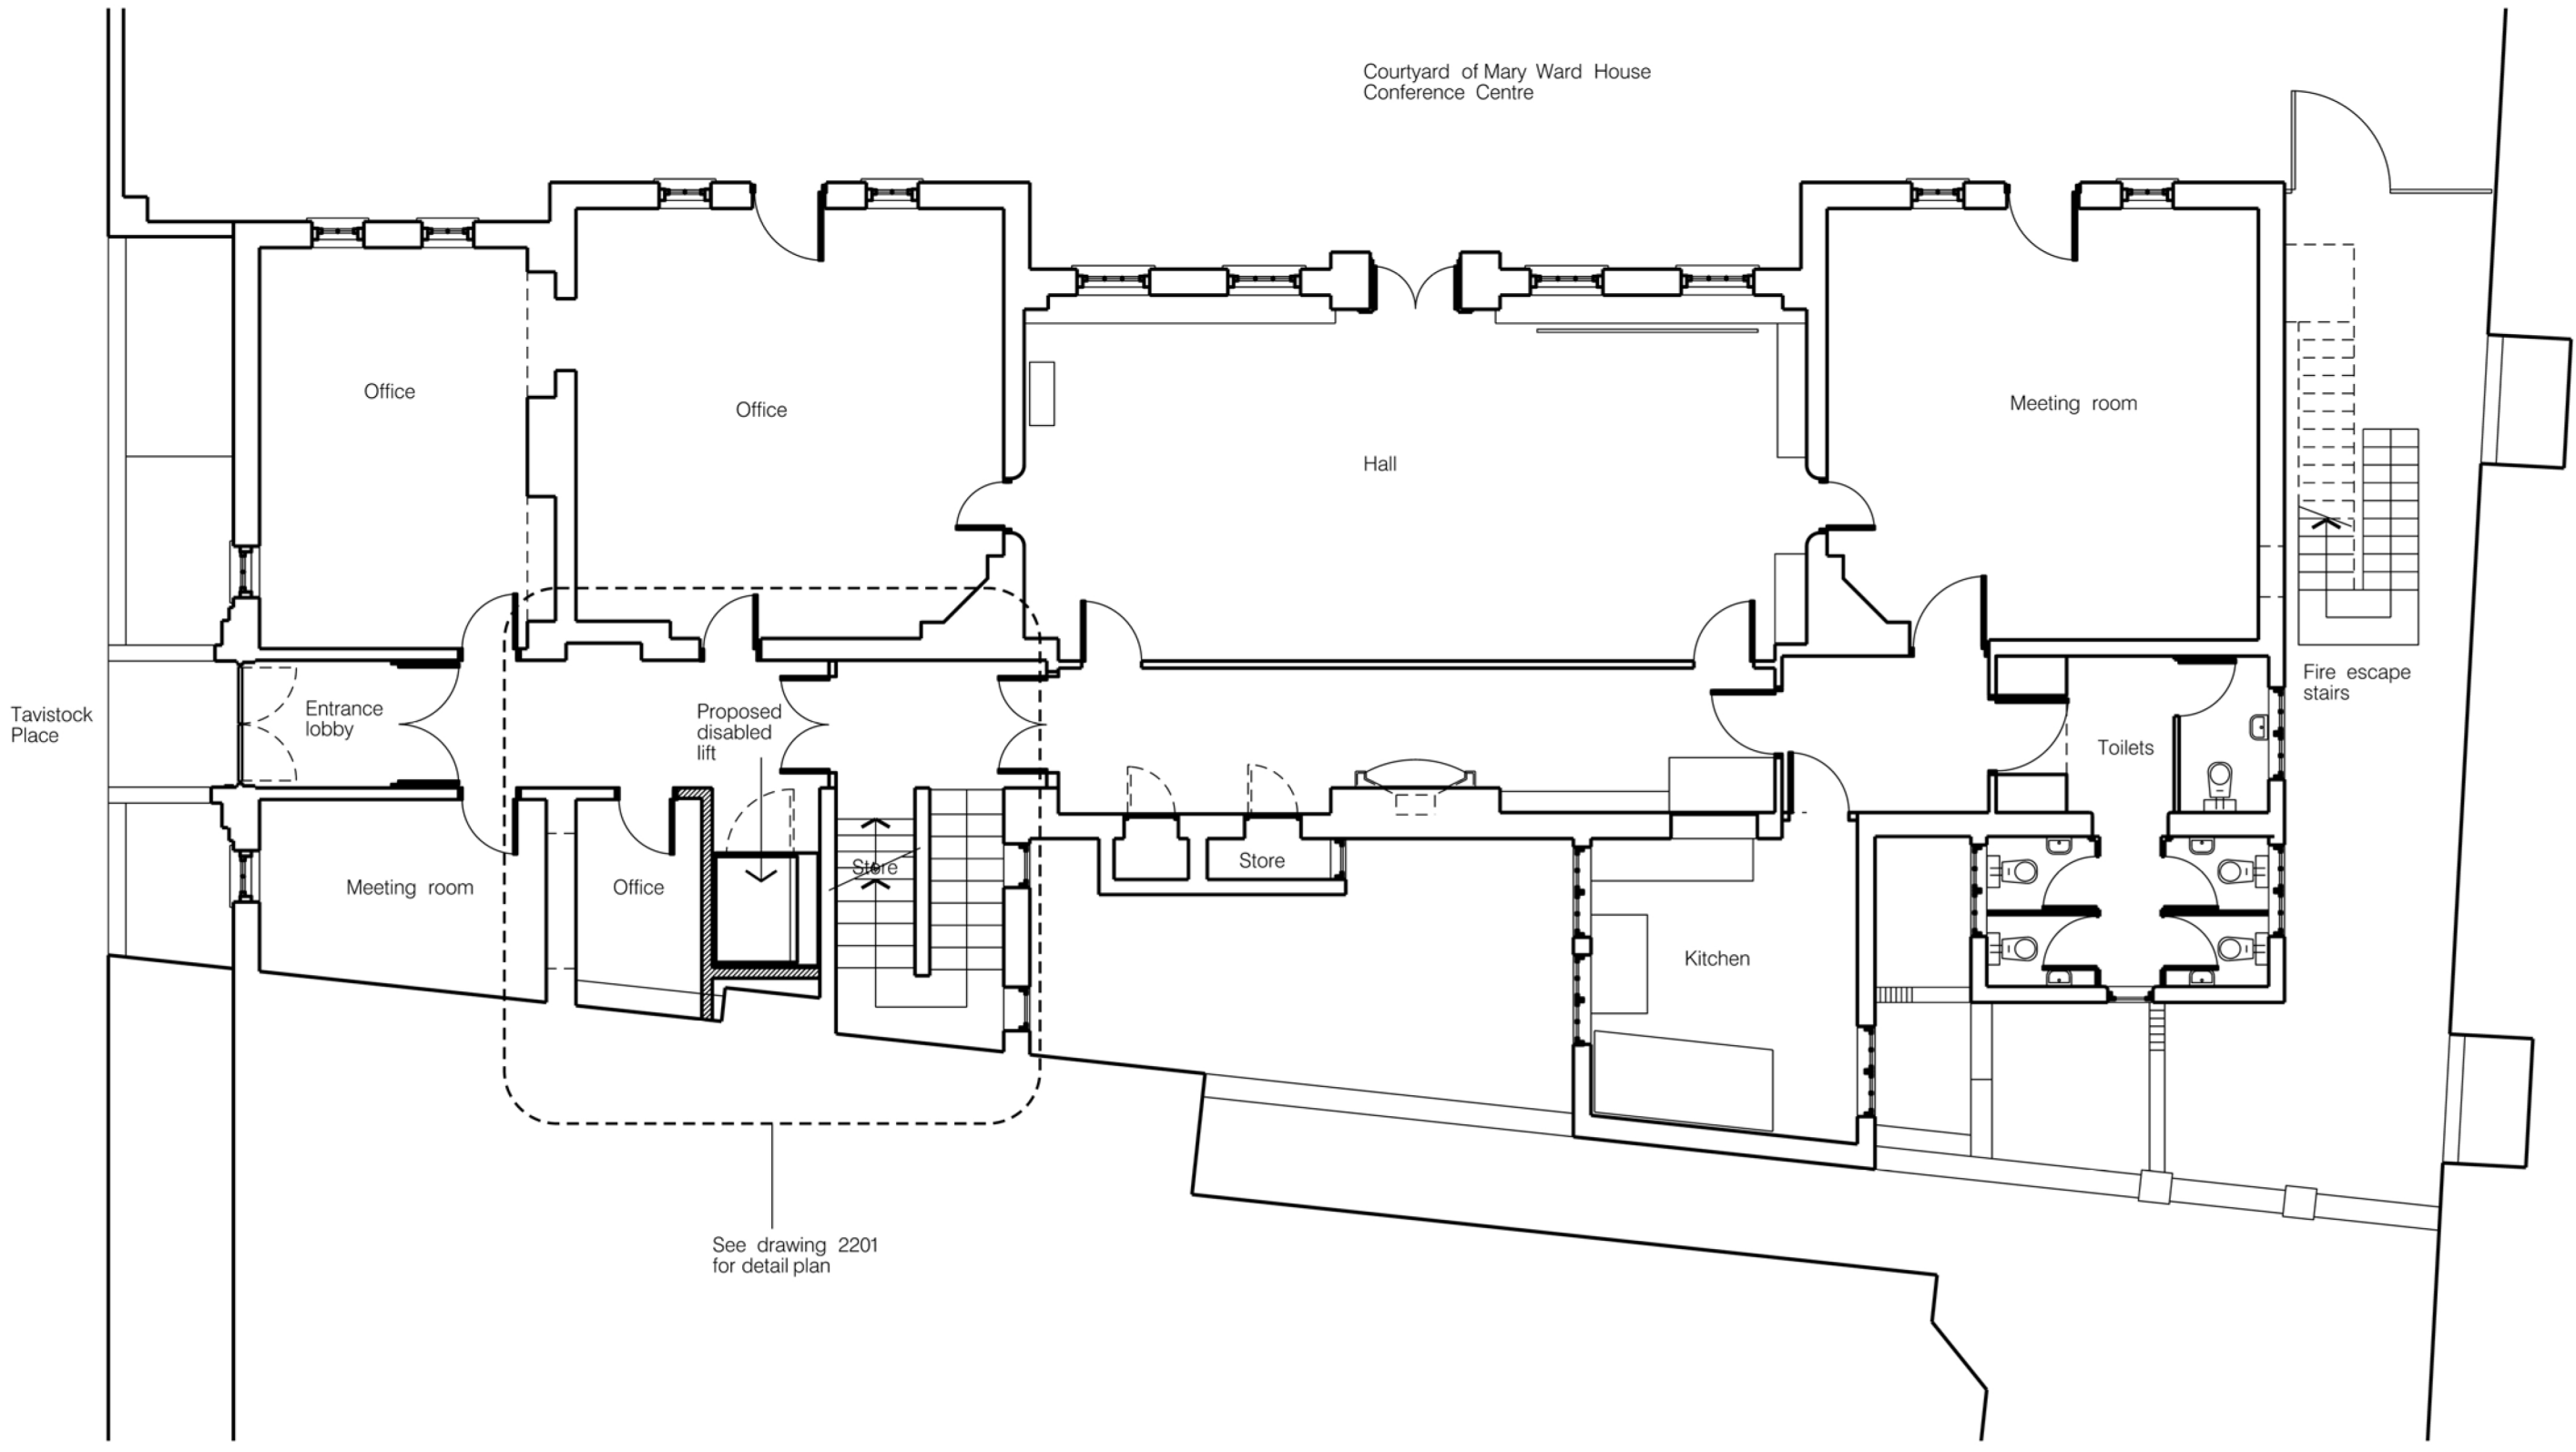 Courtyard of Mary Ward House
Conference Centre
Office
Office
Hall
Meeting room
Tavistock
Place
Entrance
lobby
Proposed
disabled
lift
Fire escape
stairs
Toilets
Meeting room
Office
Store
Store
Kitchen
See drawing 2201
for detail plan